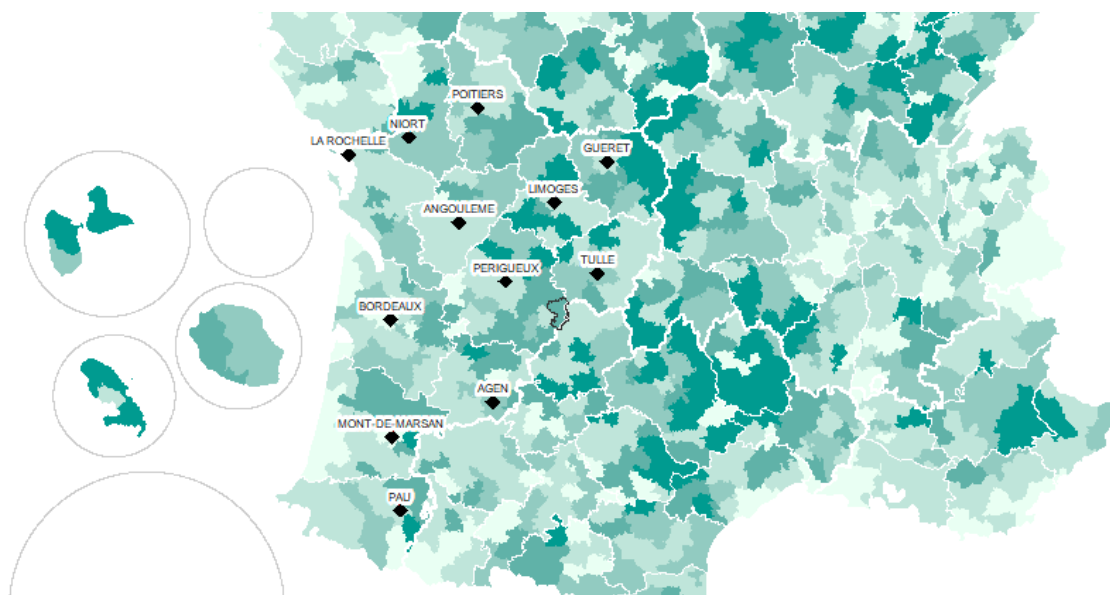 POITIERS
NIORT
LA ROCHELLE
GUERET
LIMOGES
ANGOULEME
PERIGUEUX
TULLE
BORDEAUX
AGEN
MONT-DE-MARSAN
PAU